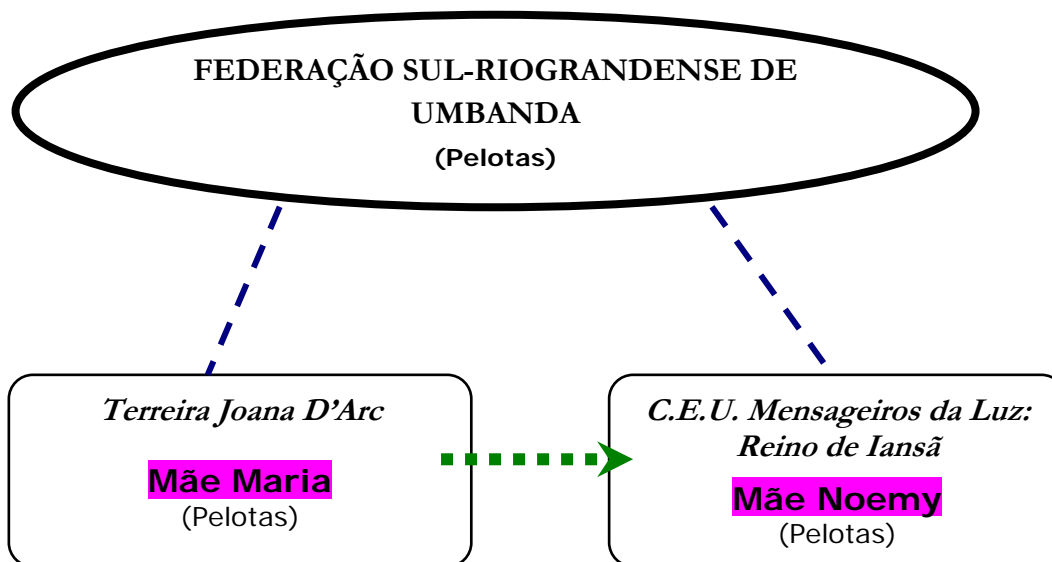 FEDERAÇÃO SUL-RIOGRANDENSE DE
UMBANDA
(Pelotas)
Terreira Joana D’Arc
Mãe Maria
(Pelotas)
C.E.U. Mensageiros da Luz:
Reino de Iansã
Mãe Noemy
(Pelotas)